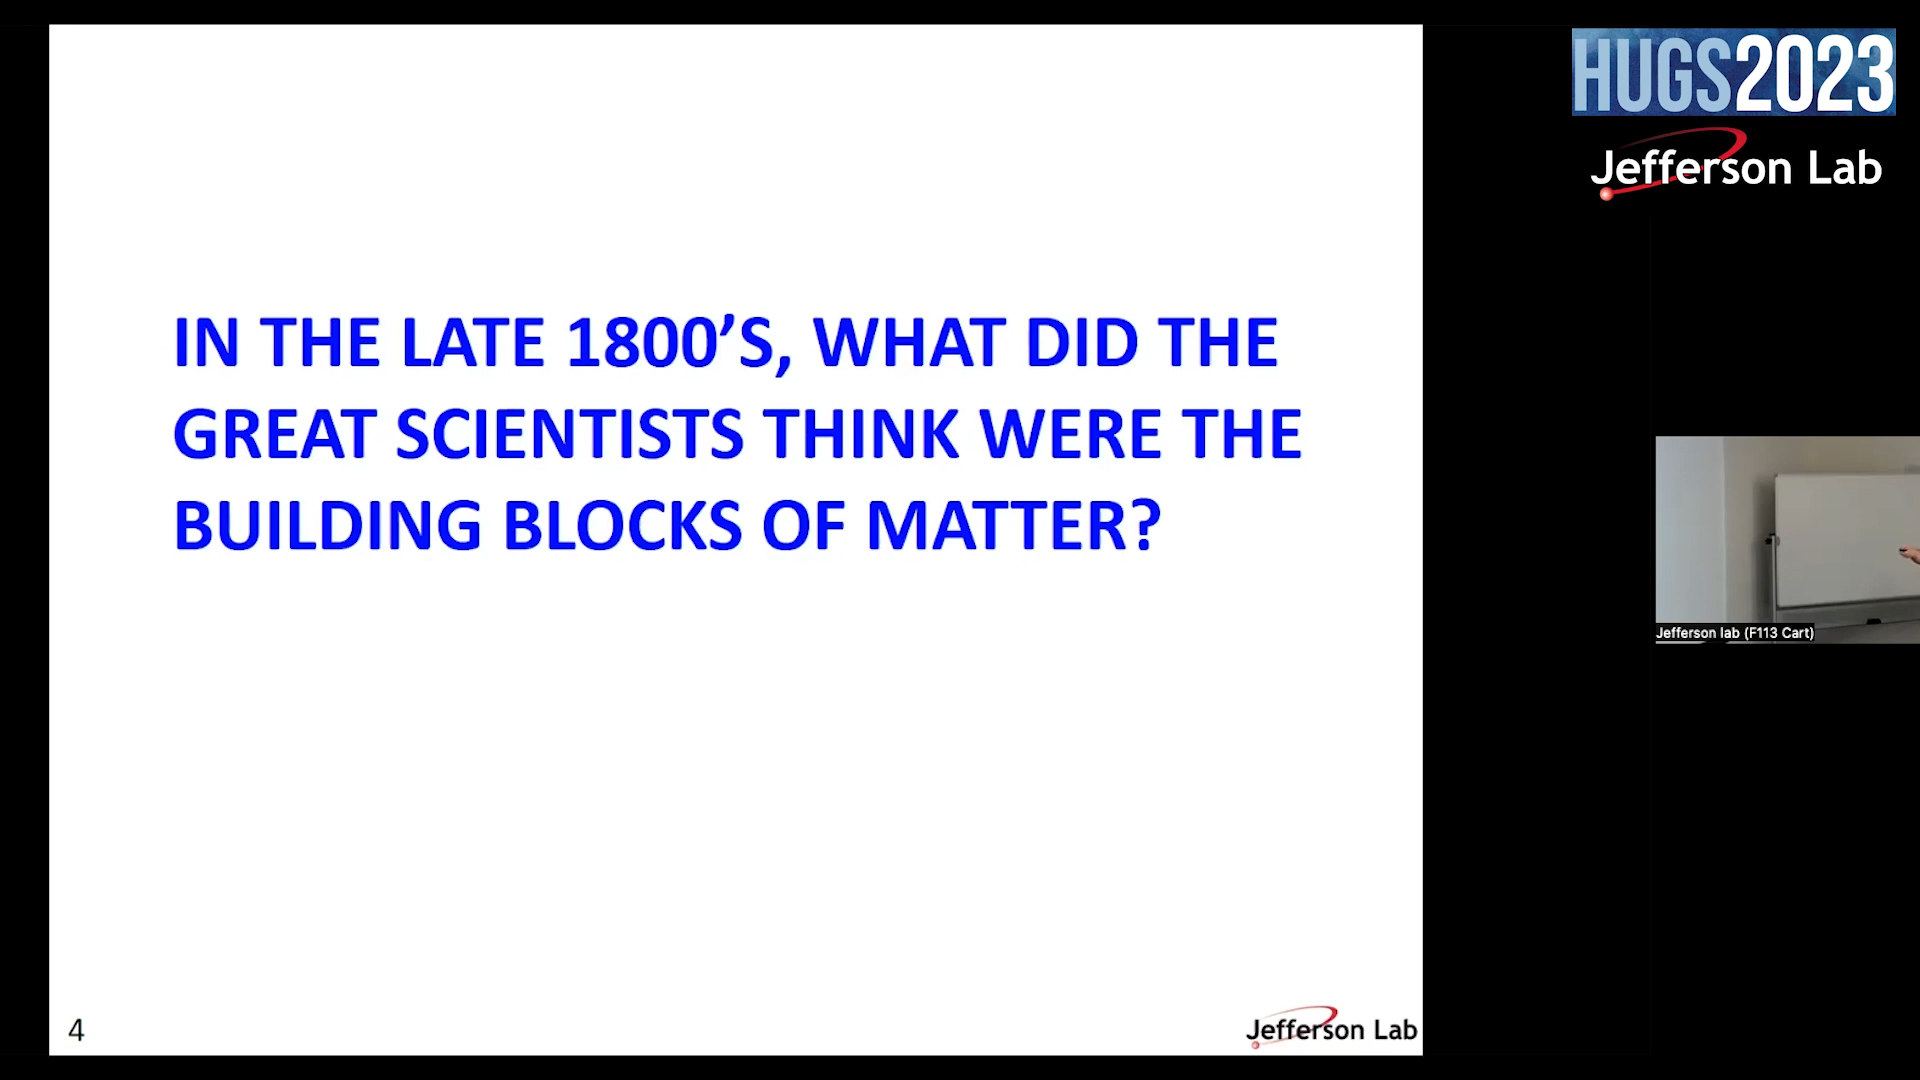 HUGS2023
Jefferson Lab
IN THE LATE 1800’S, WHAT DID THE
GREAT SCIENTISTS THINK WERE THE
BUILDING BLOCKS OF MATTER?
Jefferson lab (F113 Cart)
4
Jefferson Lab